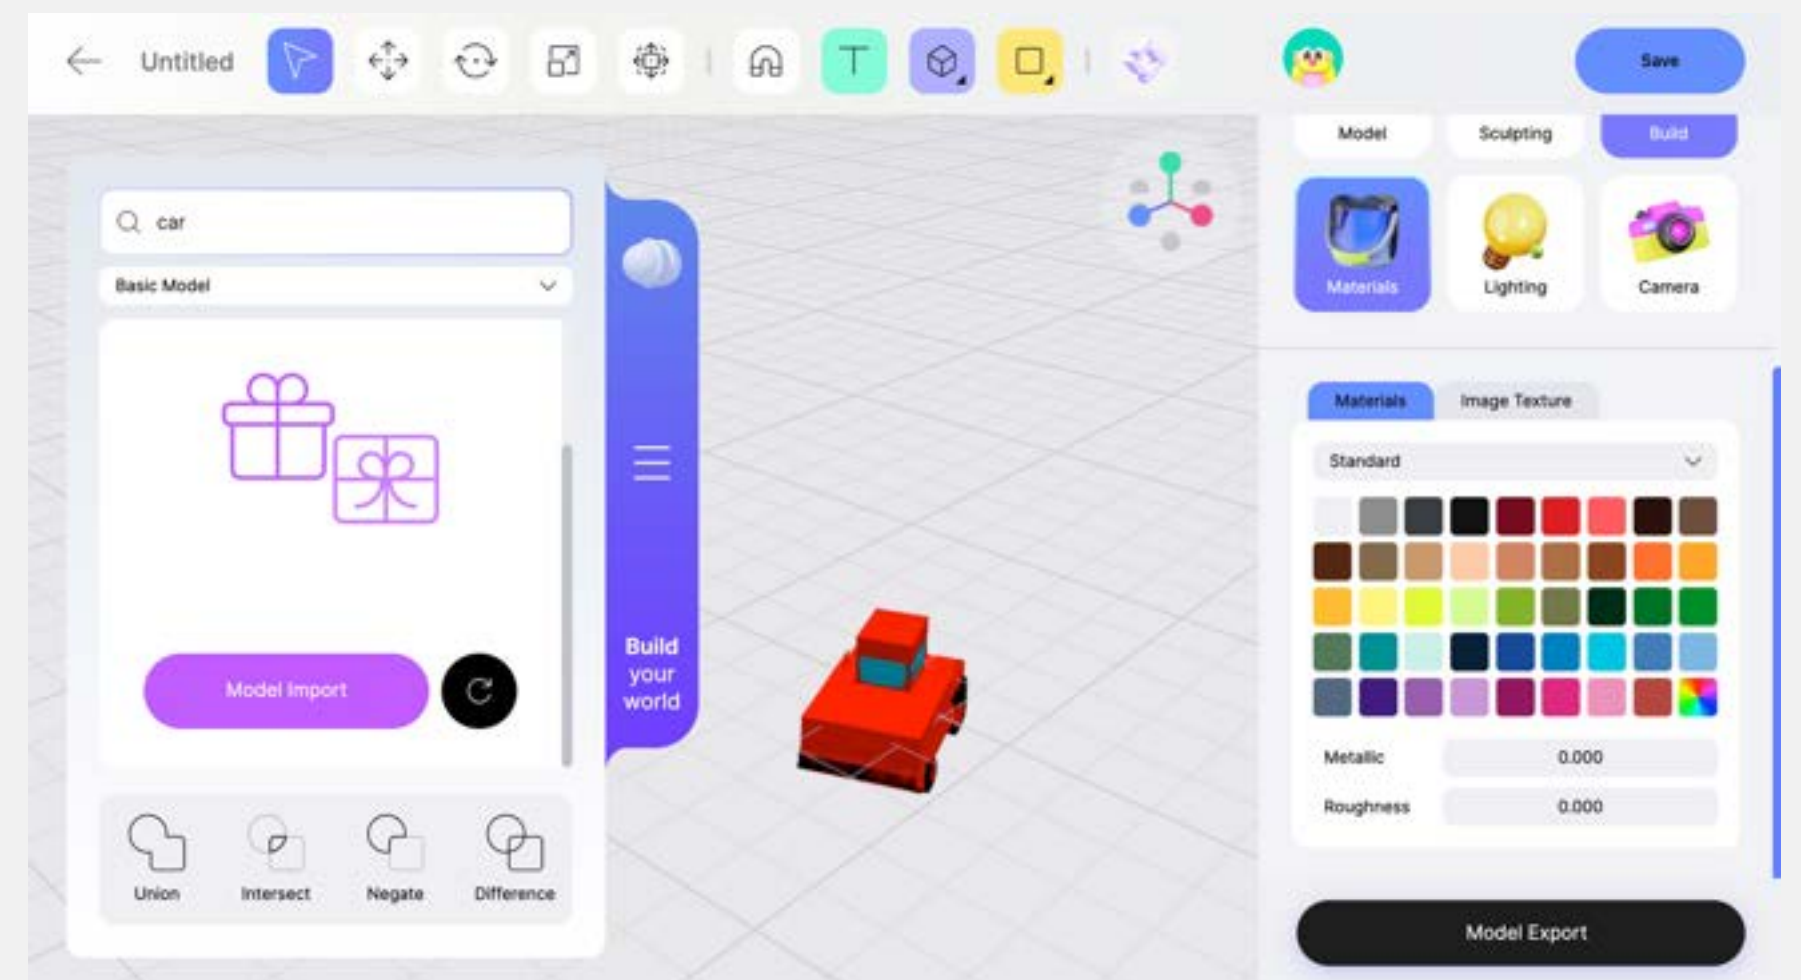 Untitled
T
Save
Model
Sculpting
Build
Materials
Lighting
Camera
car
Basic Model
Model Import
Build
your
world
Union
Intersect
Negate
Difference
Materials
Image Texture
Standard
Metallic
0.000
Roughness
0.000
Model Export